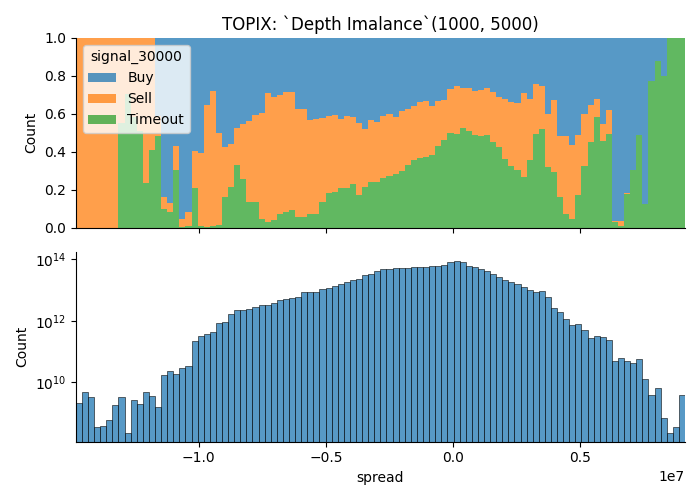 TOPIX: `Depth Imalance`(1000, 5000)
signal_30000
Buy
Sell
Timeout
Count
1.0
0.8
0.6
0.4
0.2
0.0
Count
10^14
10^12
10^10
−1.0
−0.5
0.0
0.5
1e7
spread